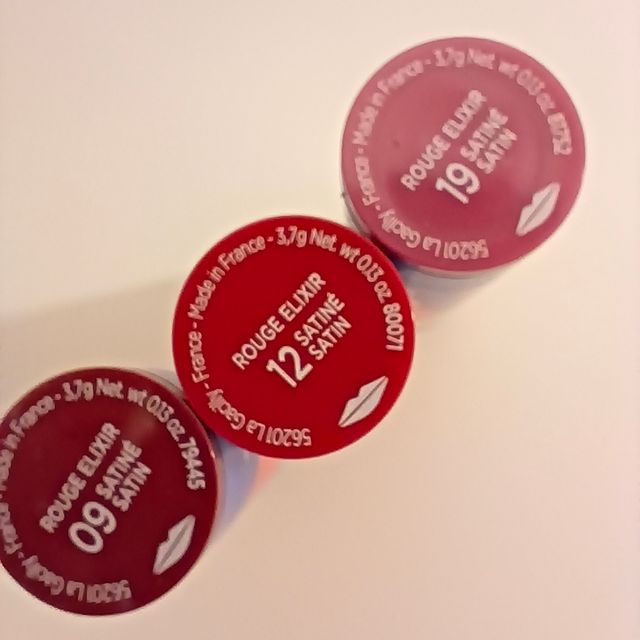 56201 La Gacilly - France - Made in France - 3,7g Net wt 0.13 oz.
ROUGE ELIXIR
19 SATINÉ
SATIN
56201 La Gacilly - France - Made in France - 3,7g Net wt 0.13 oz. 80071
ROUGE ELIXIR
12 SATINÉ
SATIN
56201 La Gacilly - France - Made in France - 3,7g Net wt 0.13 oz. 79445
ROUGE ELIXIR
09 SATINÉ
SATIN